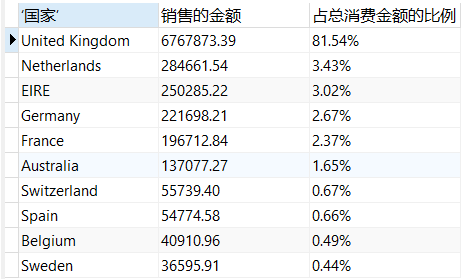 ‘国家’ 销售的金额 占总消费金额的比例
United Kingdom 6767873.39 81.54%
Netherlands 284661.54 3.43%
EIRE 250285.22 3.02%
Germany 221698.21 2.67%
France 196712.84 2.37%
Australia 137077.27 1.65%
Switzerland 55739.40 0.67%
Spain 54774.58 0.66%
Belgium 40910.96 0.49%
Sweden 36595.91 0.44%